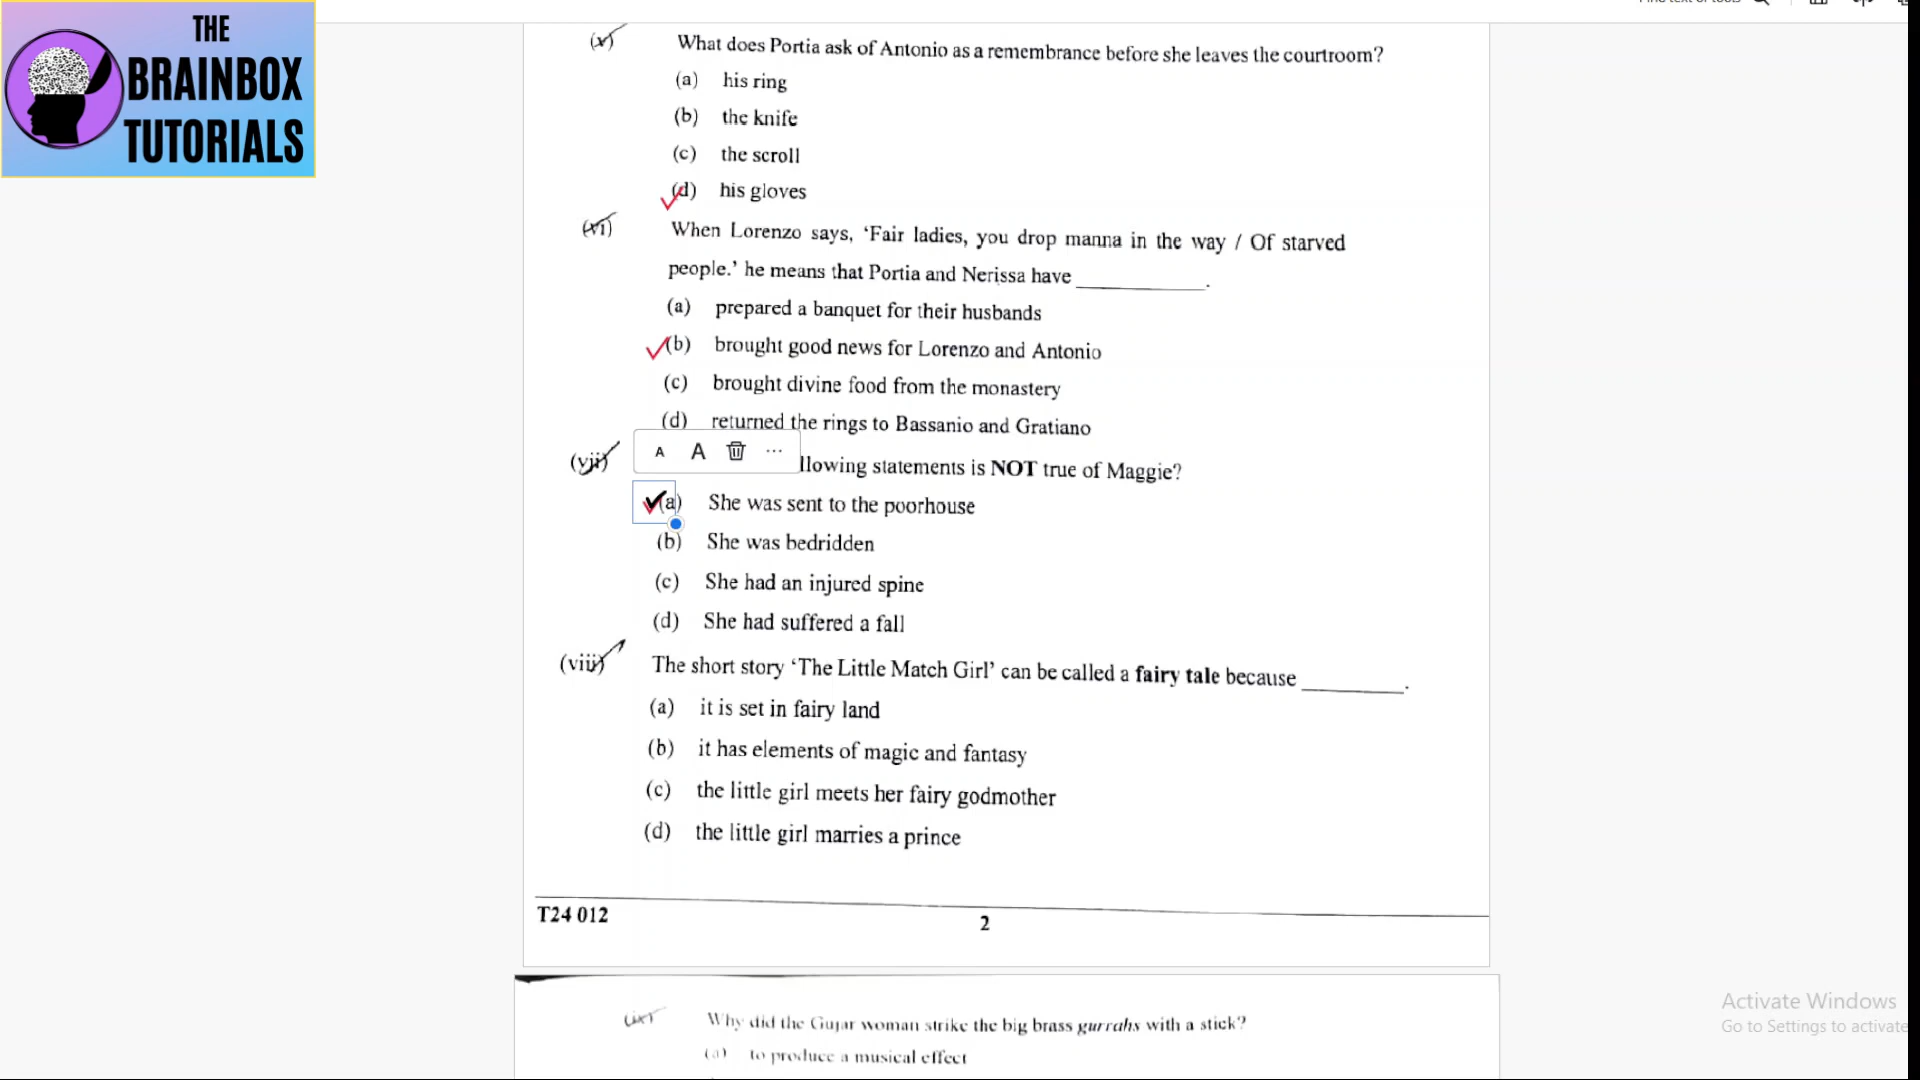 THE
BRAINBOX
TUTORIALS
(v) What does Portia ask of Antonio as a remembrance before she leaves the courtroom?
(a) his ring
(b) the knife
(c) the scroll
(d) his gloves
(vi) When Lorenzo says, ‘Fair ladies, you drop manna in the way / Of starved
people.’ he means that Portia and Nerissa have ____________.
(a) prepared a banquet for their husbands
(b) brought good news for Lorenzo and Antonio
(c) brought divine food from the monastery
(d) returned the rings to Bassanio and Gratiano
A A ...
(vii) llowing statements is NOT true of Maggie?
(a) She was sent to the poorhouse
(b) She was bedridden
(c) She had an injured spine
(d) She had suffered a fall
(viii) The short story ‘The Little Match Girl’ can be called a fairy tale because __________.
(a) it is set in fairy land
(b) it has elements of magic and fantasy
(c) the little girl meets her fairy godmother
(d) the little girl marries a prince
T24 012 2
(ix) Why did the Gujar woman strike the big brass gurrahs with a stick?
(a) to produce a musical effect
Activate Windows
Go to Settings to activate